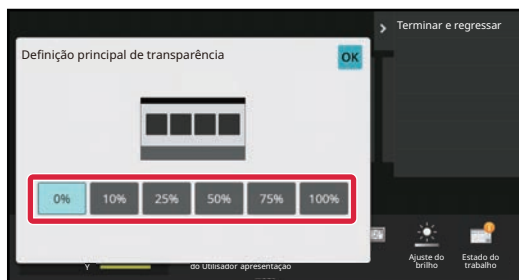 Terminar e regressar
Definição principal de transparência
OK
0% 10% 25% 50% 75% 100%
Ajuste do brilho
Estado do trabalho
Y
do Utilisador apresentação